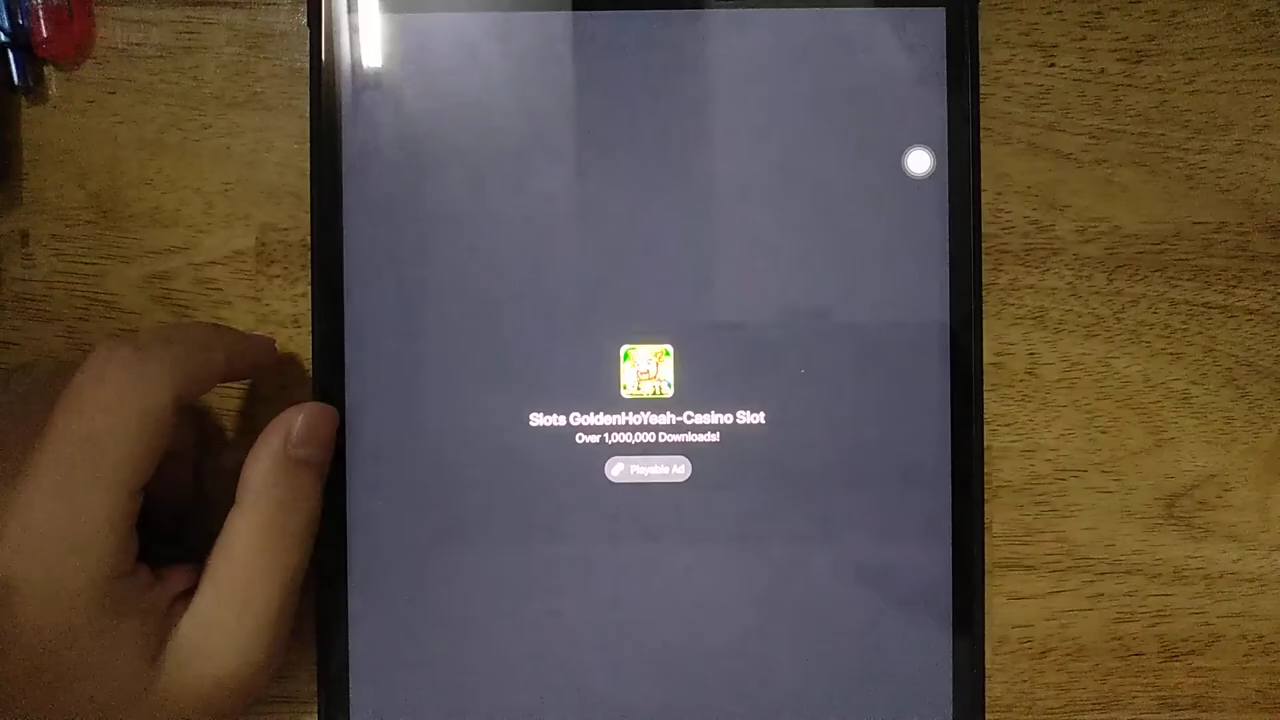 Slots GoldenHoYeah-Casino Slot
Over 1,000,000 Downloads!
Playable Ad